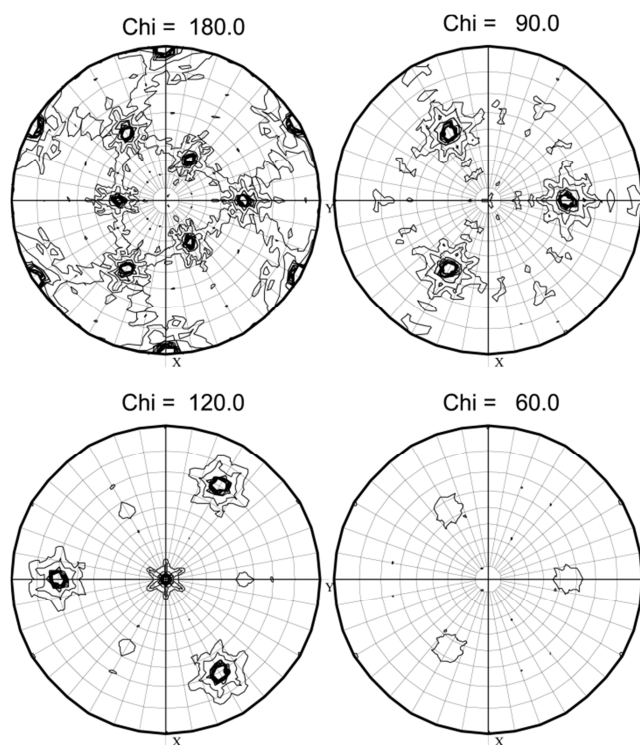 Chi = 180.0
Chi = 90.0
Y
X
X
Chi = 120.0
Chi = 60.0
Y
X
X